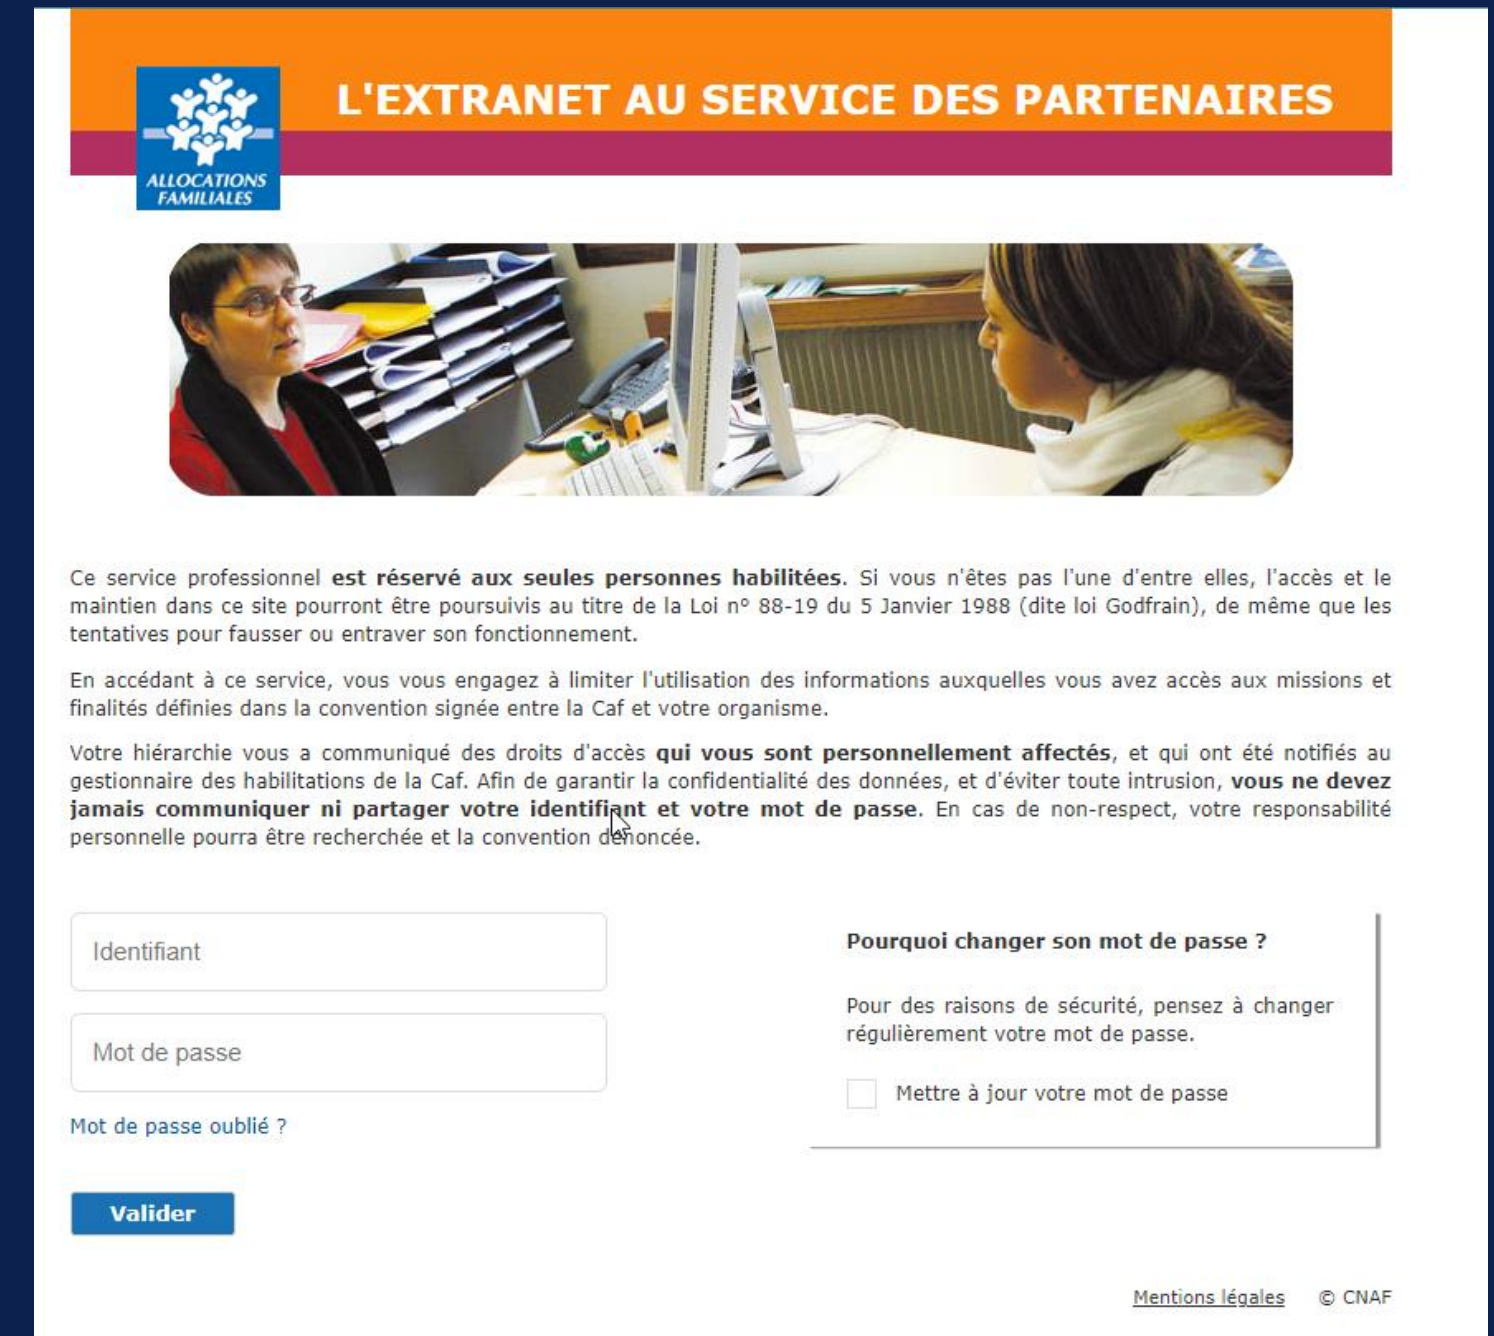 L'EXTRANET AU SERVICE DES PARTENAIRES
ALLOCATIONS
FAMILIALES
Ce service professionnel est réservé aux seules personnes habilitées. Si vous n'êtes pas l'une d'entre elles, l'accès et le
maintien dans ce site pourront être poursuivis au titre de la Loi n° 88-19 du 5 Janvier 1988 (dite loi Godfrain), de même que les
tentatives pour fausser ou entraver son fonctionnement.
En accédant à ce service, vous vous engagez à limiter l'utilisation des informations auxquelles vous avez accès aux missions et
finalités définies dans la convention signée entre la Caf et votre organisme.
Votre hiérarchie vous a communiqué des droits d'accès qui vous sont personnellement affectés, et qui ont été notifiés au
gestionnaire des habilitations de la Caf. Afin de garantir la confidentialité des données, et d'éviter toute intrusion, vous ne devez
jamais communiquer ni partager votre identifiant et votre mot de passe. En cas de non-respect, votre responsabilité
personnelle pourra être recherchée et la convention dénoncée.
Identifiant
Mot de passe
Mot de passe oublié ?
Valider
Pourquoi changer son mot de passe ?
Pour des raisons de sécurité, pensez à changer
régulièrement votre mot de passe.
Mettre à jour votre mot de passe
Mentions légales © CNAF